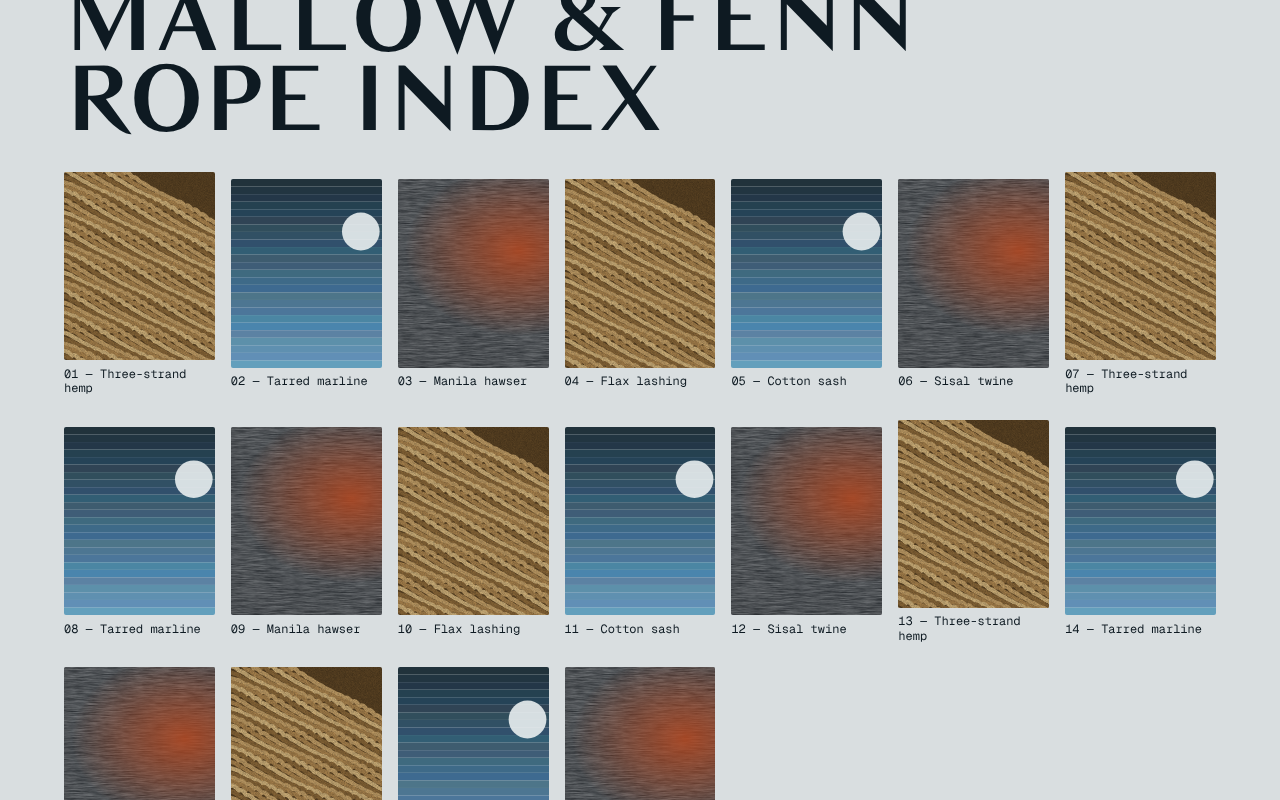 MALLOW & FENN
ROPE INDEX
01 — Three-strand
hemp
02 — Tarred marline
03 — Manila hawser
04 — Flax lashing
05 — Cotton sash
06 — Sisal twine
07 — Three-strand
hemp
08 — Tarred marline
09 — Manila hawser
10 — Flax lashing
11 — Cotton sash
12 — Sisal twine
13 — Three-strand
hemp
14 — Tarred marline